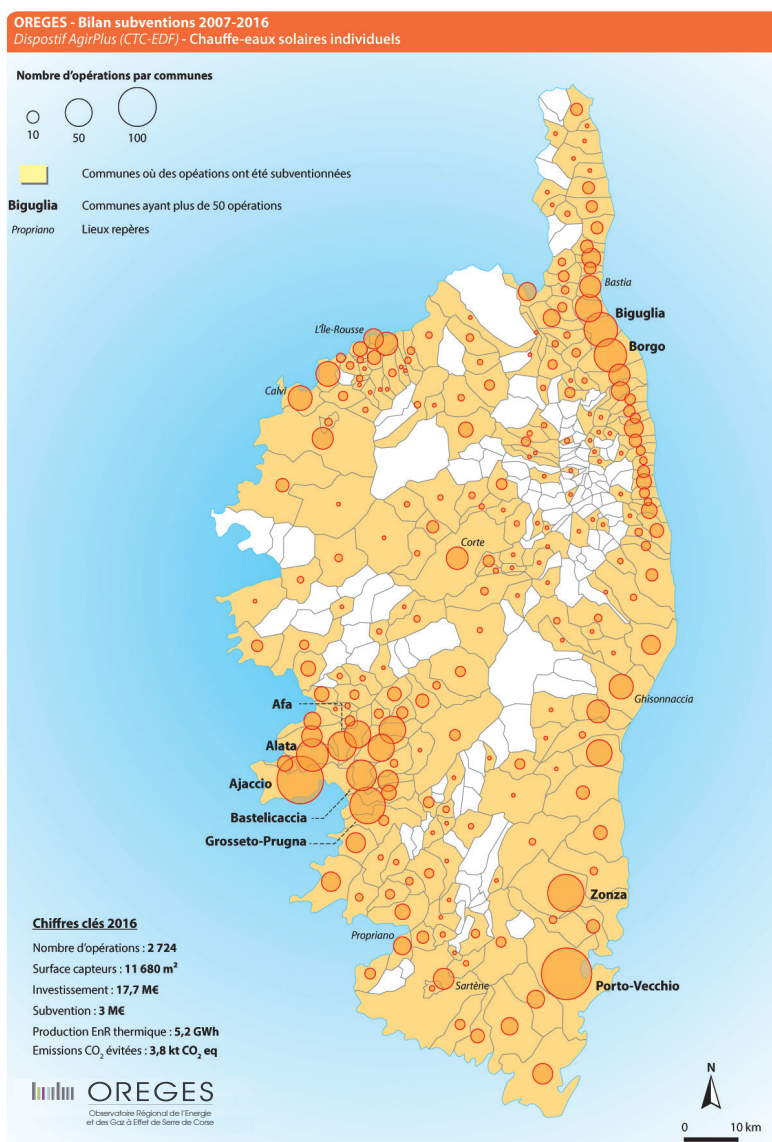 OREGES - Bilan subventions 2007-2016
Dispostif AgirPlus (CTC-EDF) - Chauffe-eaux solaires individuels
Nombre d'opérations par communes
10
50
100
Communes où des opéations ont été subventionnées
Biguglia
Communes ayant plus de 50 opérations
Propriano
Lieux repères
Bastia
Biguglia
L'Île-Rousse
Borgo
Calvi
Corte
Ghisonnaccia
Afa
Alata
Ajaccio
Bastelicaccia
Grosseto-Prugna
Zonza
Propriano
Sartène
Porto-Vecchio
Chiffres clés 2016
Nombre d'opérations : 2 724
Surface capteurs : 11 680 m²
Investissement : 17,7 M€
Subvention : 3 M€
Production EnR thermique : 5,2 GWh
Emissions CO₂ évitées : 3,8 kt CO₂ eq
OREGES
Observatoire Régional de l'Energie
et des Gaz à Effet de Serre de Corse
N
0 10 km